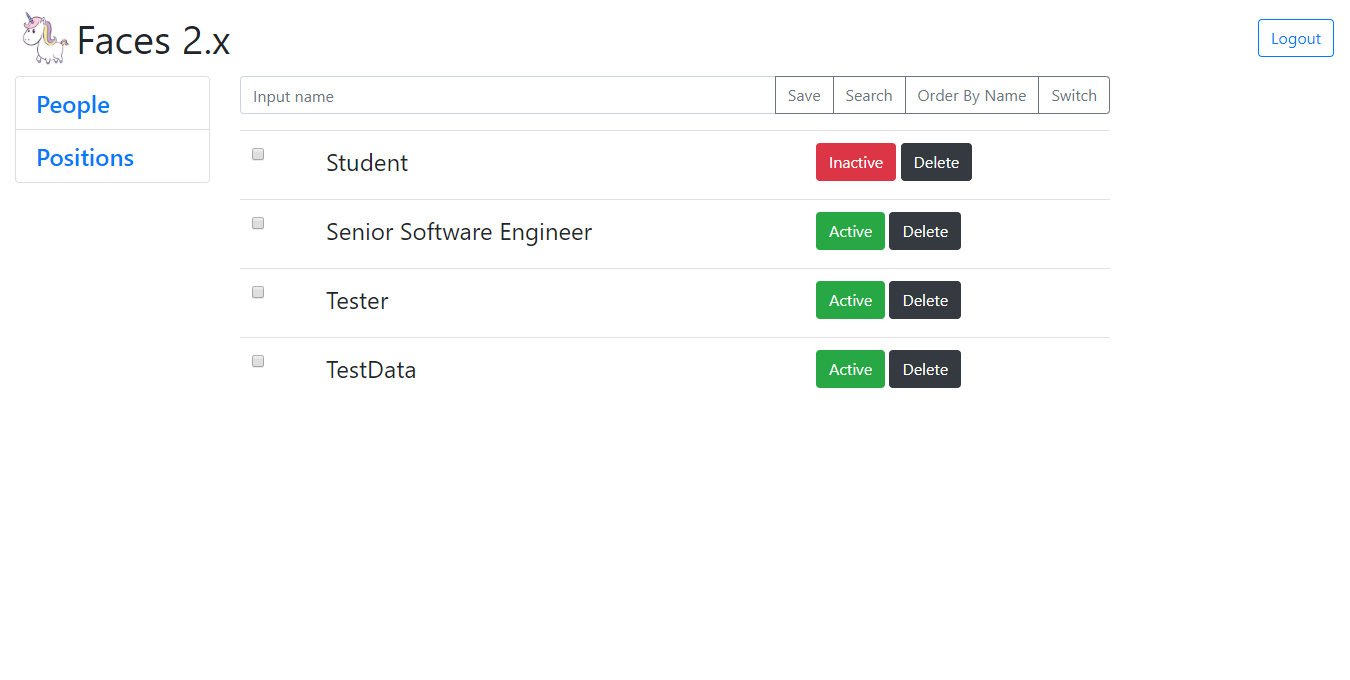 Faces 2.x
Logout
People
Positions
Input name Save Search Order By Name Switch
Student Inactive Delete
Senior Software Engineer Active Delete
Tester Active Delete
TestData Active Delete